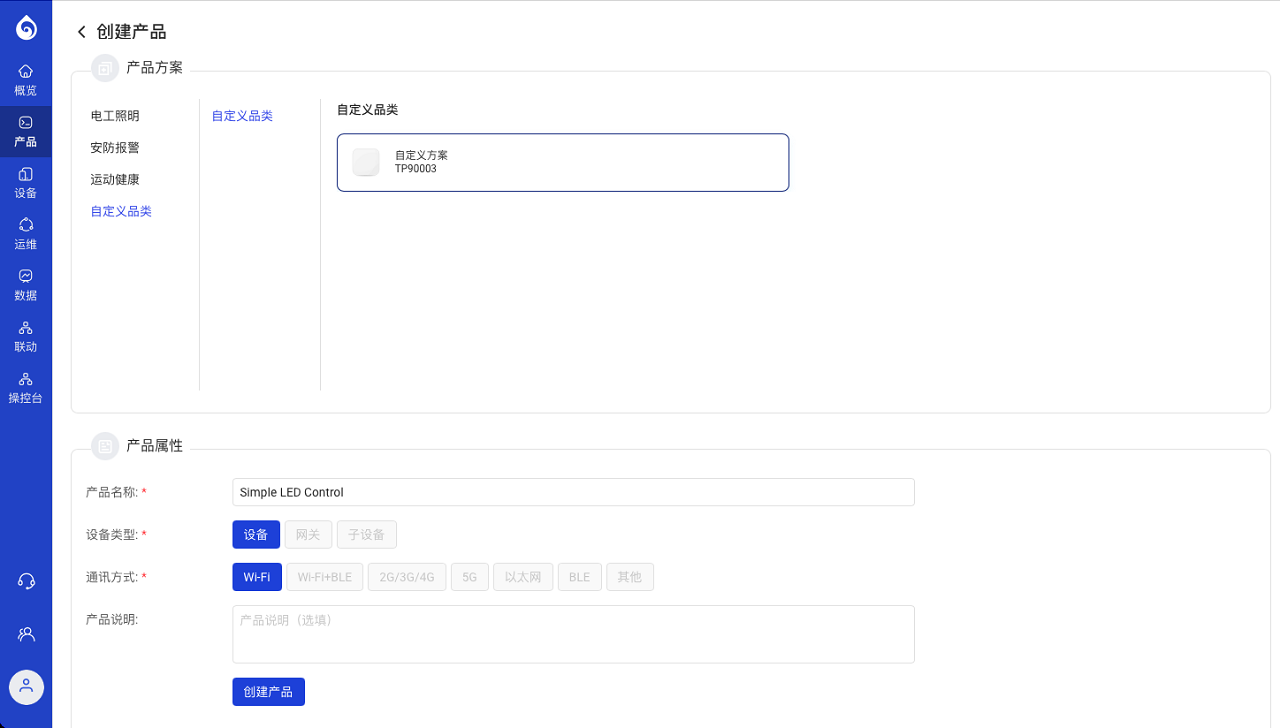 概览
产品
设备
运维
数据
联动
操控台
创建产品
产品方案
电工照明
安防报警
运动健康
自定义品类
自定义品类
自定义品类
自定义方案
TP90003
产品属性
产品名称: * Simple LED Control
设备类型: * 设备 网关 子设备
通讯方式: * Wi-Fi Wi-Fi+BLE 2G/3G/4G 5G 以太网 BLE 其他
产品说明: 产品说明（选填）
创建产品